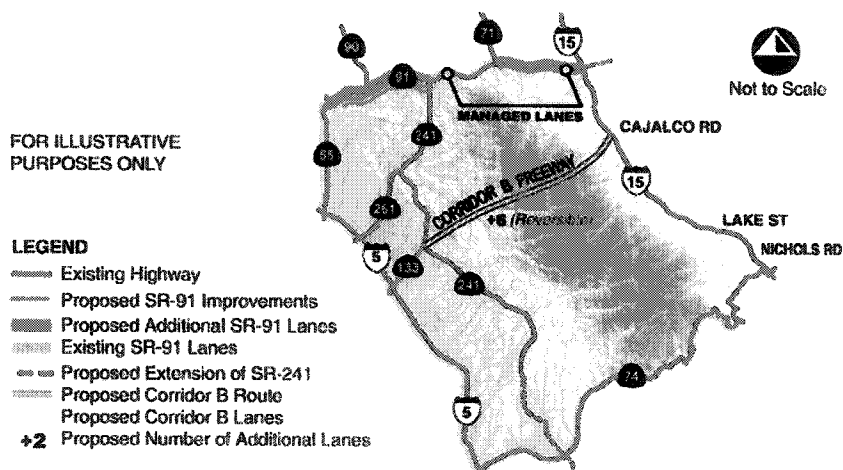 90
71
15
91
Not to Scale
MANAGED LANES
241
CAJALCO RD
FOR ILLUSTRATIVE
PURPOSES ONLY
55
CORRIDOR B FREEWAY
15
261
+6 (Reversible)
LAKE ST
LEGEND
5
133
NICHOLS RD
Existing Highway
241
Proposed SR-91 Improvements
Proposed Additional SR-91 Lanes
Existing SR-91 Lanes
Proposed Extension of SR-241
74
Proposed Corridor B Route
Proposed Corridor B Lanes
5
+2 Proposed Number of Additional Lanes